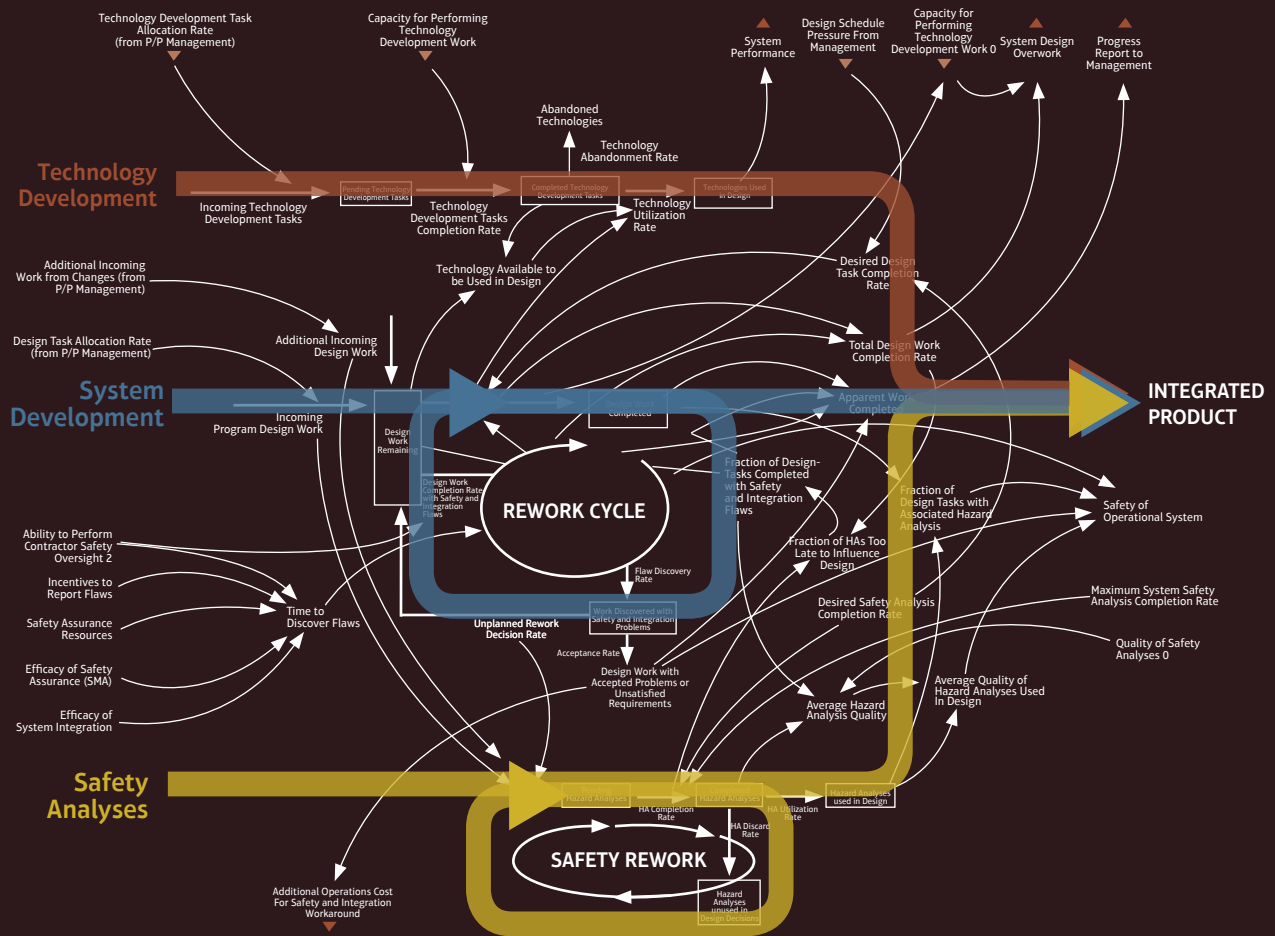 Technology Development Task
Allocation Rate
(from P/P Management)
Capacity for Performing
Technology
Development Work
System
Performance
Design Schedule
Pressure From
Management
Capacity for
Performing
Technology
Development Work 0
System Design
Overwork
Progress
Report to
Management
Abandoned
Technologies
Technology
Abandonment Rate
Technology
Development
Pending Technology
Development Tasks
Completed Technology
Development Tasks
Technologies Used
in Design
Incoming Technology
Development Tasks
Technology
Development Tasks
Completion Rate
Technology
Utilization
Rate
Technology Available to
be Used in Design
Desired Design
Task Completion
Rate
Additional Incoming
Work from Changes (from
P/P Management)
Design Task Allocation Rate
(from P/P Management)
Additional Incoming
Design Work
Total Design Work
Completion Rate
System
Development
Incoming
Program Design Work
Design
Work
Remaining
Design Work
Completed
Apparent Work
Completed
INTEGRATED
PRODUCT
Design Work
Completion Rate
with Safety and
Integration
Flaws
REWORK CYCLE
Fraction of Design-
Tasks Completed
with Safety
and Integration
Flaws
Fraction of
Design Tasks with
Associated Hazard
Analysis
Safety of
Operational System
Fraction of HAs Too
Late to Influence
Design
Ability to Perform
Contractor Safety
Oversight 2
Incentives to
Report Flaws
Safety Assurance
Resources
Efficacy of Safety
Assurance (SMA)
Efficacy of
System Integration
Time to
Discover Flaws
Flaw Discovery
Rate
Work Discovered with
Safety and Integration
Problems
Unplanned Rework
Decision Rate
Acceptance Rate
Design Work with
Accepted Problems or
Unsatisfied
Requirements
Desired Safety Analysis
Completion Rate
Maximum System Safety
Analysis Completion Rate
Quality of Safety
Analyses 0
Average Hazard
Analysis Quality
Average Quality of
Hazard Analyses Used
In Design
Safety
Analyses
Pending
Hazard Analyses
HA Completion
Rate
Completed
Hazard Analyses
HA Utilization
Rate
Hazard Analyses
used in Design
HA Discard
Rate
SAFETY REWORK
Hazard
Analyses
unused in
Design Decisions
Additional Operations Cost
For Safety and Integration
Workaround